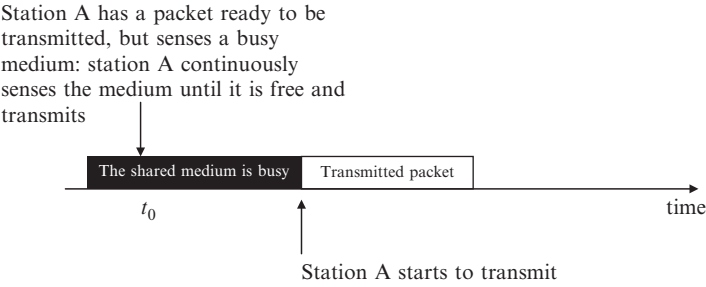 Station A has a packet ready to be
transmitted, but senses a busy
medium: station A continuously
senses the medium until it is free and
transmits
The shared medium is busy
Transmitted packet
t0
time
Station A starts to transmit